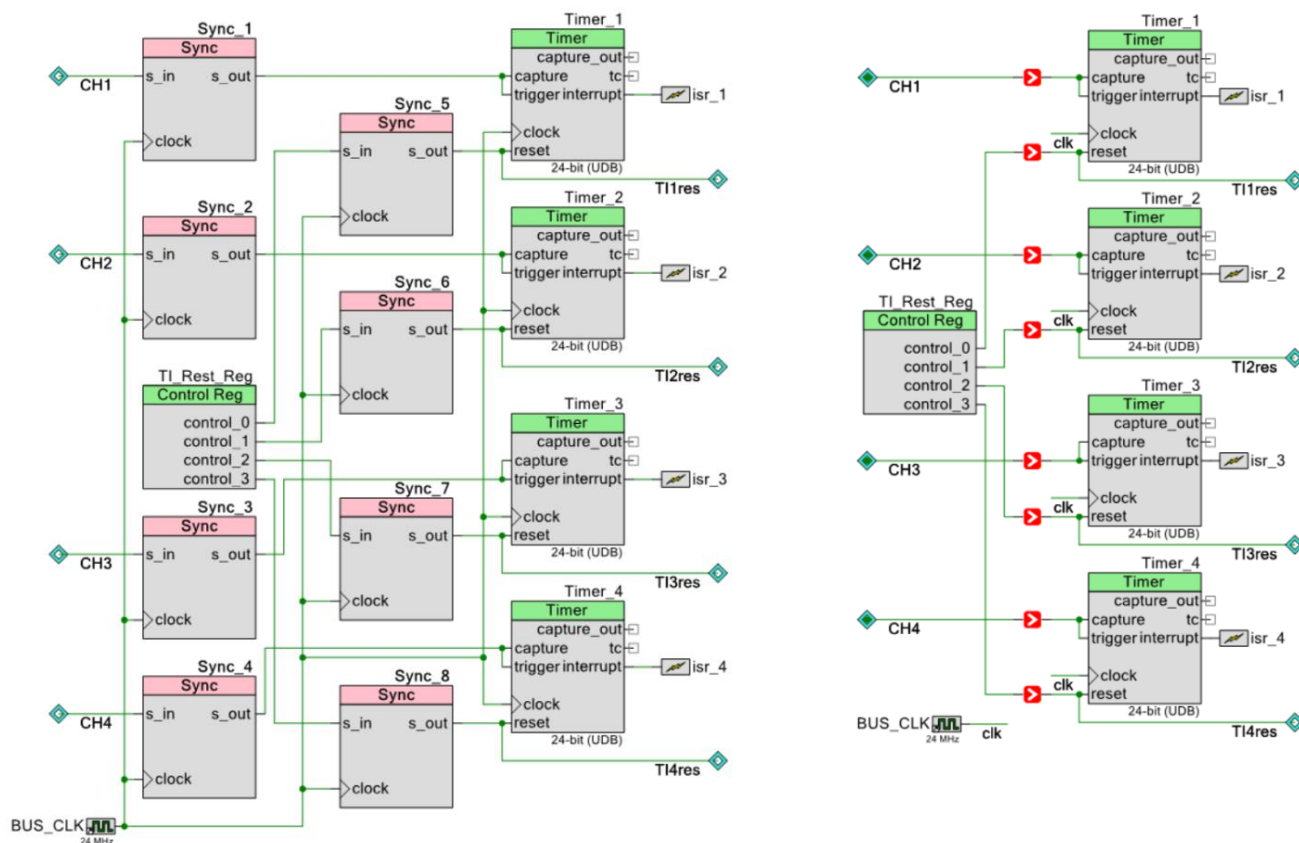 Sync_1
Sync
s_in s_out
clock
CH1
Timer_1
Timer
capture_out
capture tc
trigger interrupt
clock
reset
24-bit (UDB)
isr_1
TI1res
Sync_5
Sync
s_in s_out
clock
Sync_2
Sync
s_in s_out
clock
CH2
Timer_2
Timer
capture_out
capture tc
trigger interrupt
clock
reset
24-bit (UDB)
isr_2
TI2res
Sync_6
Sync
s_in s_out
clock
TI_Rest_Reg
Control Reg
control_0
control_1
control_2
control_3
Timer_3
Timer
capture_out
capture tc
trigger interrupt
clock
reset
24-bit (UDB)
isr_3
TI3res
Sync_3
Sync
s_in s_out
clock
CH3
Sync_7
Sync
s_in s_out
clock
Timer_4
Timer
capture_out
capture tc
trigger interrupt
clock
reset
24-bit (UDB)
isr_4
TI4res
Sync_4
Sync
s_in s_out
clock
CH4
Sync_8
Sync
s_in s_out
clock
BUS_CLK
24 MHz
Timer_1
Timer
capture_out
capture tc
trigger interrupt
clock
clk
reset
24-bit (UDB)
CH1
isr_1
TI1res
Timer_2
Timer
capture_out
capture tc
trigger interrupt
clock
clk
reset
24-bit (UDB)
CH2
isr_2
TI2res
TI_Rest_Reg
Control Reg
control_0
control_1
control_2
control_3
Timer_3
Timer
capture_out
capture tc
trigger interrupt
clock
clk
reset
24-bit (UDB)
CH3
isr_3
TI3res
Timer_4
Timer
capture_out
capture tc
trigger interrupt
clock
clk
reset
24-bit (UDB)
CH4
isr_4
TI4res
BUS_CLK
24 MHz
clk